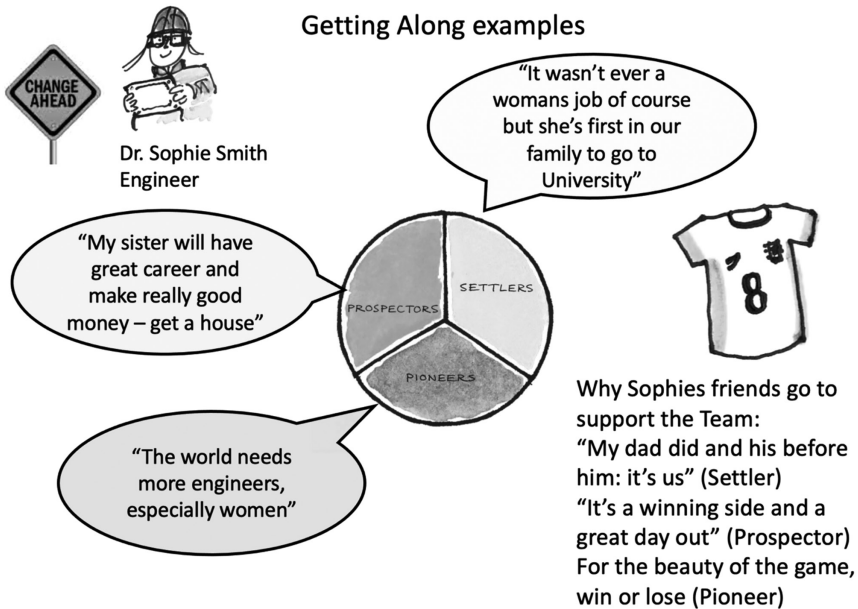 Getting Along examples
CHANGE
AHEAD
Dr. Sophie Smith
Engineer
“It wasn’t ever a
womans job of course
but she’s first in our
family to go to
University”
“My sister will have
great career and
make really good
money – get a house”
PROSPECTORS
SETTLERS
PIONEERS
“The world needs
more engineers,
especially women”
8
Why Sophies friends go to
support the Team:
“My dad did and his before
him: it’s us” (Settler)
“It’s a winning side and a
great day out” (Prospector)
For the beauty of the game,
win or lose (Pioneer)